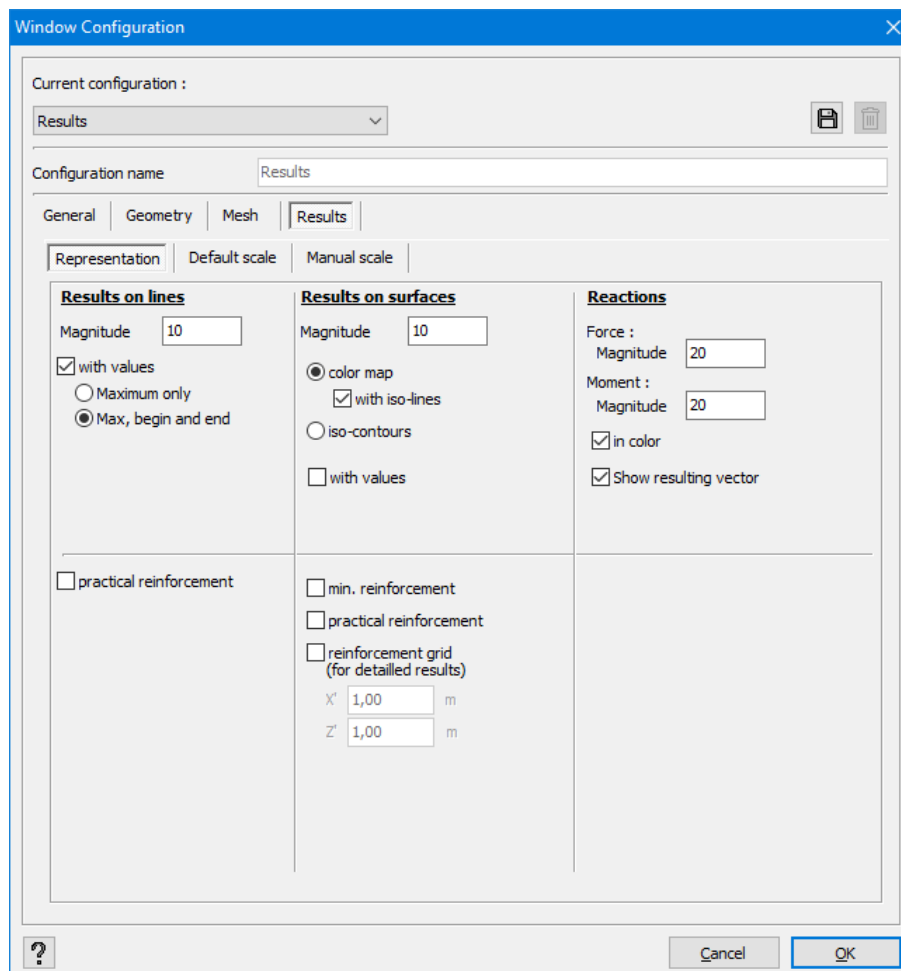 Window Configuration
Current configuration :
Results
Configuration name
Results
General
Geometry
Mesh
Results
Representation
Default scale
Manual scale
Results on lines
Magnitude
10
with values
Maximum only
Max, begin and end
practical reinforcement
Results on surfaces
Magnitude
10
color map
with iso-lines
iso-contours
with values
min. reinforcement
practical reinforcement
reinforcement grid
(for detailled results)
X' 1,00 m
Z' 1,00 m
Reactions
Force :
Magnitude 20
Moment :
Magnitude 20
in color
Show resulting vector
?
Cancel
OK